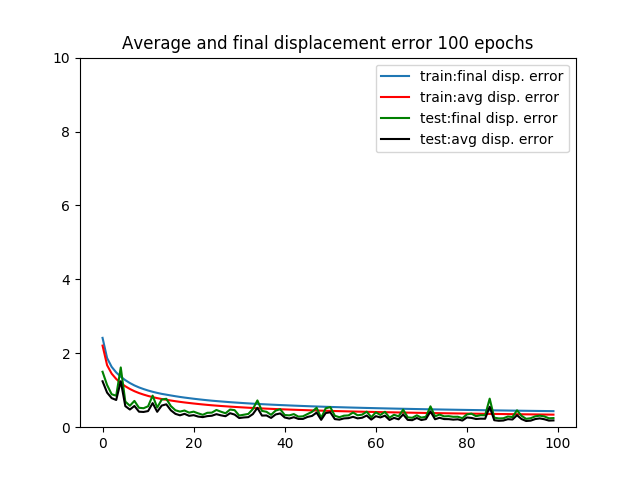 Average and final displacement error 100 epochs
10
8
6
4
2
0
train:final disp. error
train:avg disp. error
test:final disp. error
test:avg disp. error
0 20 40 60 80 100